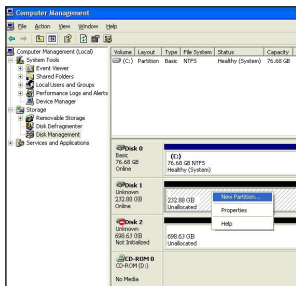 Computer Management
File Action View Window Help
Computer Management (Local)
System Tools
Event Viewer
Shared Folders
Local Users and Groups
Performance Logs and Alerts
Device Manager
Storage
Removable Storage
Disk Defragmenter
Disk Management
Services and Applications
Volume Layout Type File System Status Capacity
(C:) Partition Basic NTFS Healthy (System) 76.68 GB
Disk 0
Basic
76.68 GB
Online
(C:)
76.68 GB NTFS
Healthy (System)
Disk 1
Unknown
232.88 GB
Online
232.88 GB
Unallocated
New Partition...
Properties
Help
Disk 2
Unknown
698.63 GB
Not Initialized
698.63 GB
Unallocated
CD-ROM 0
CD-ROM (D:)
No Media